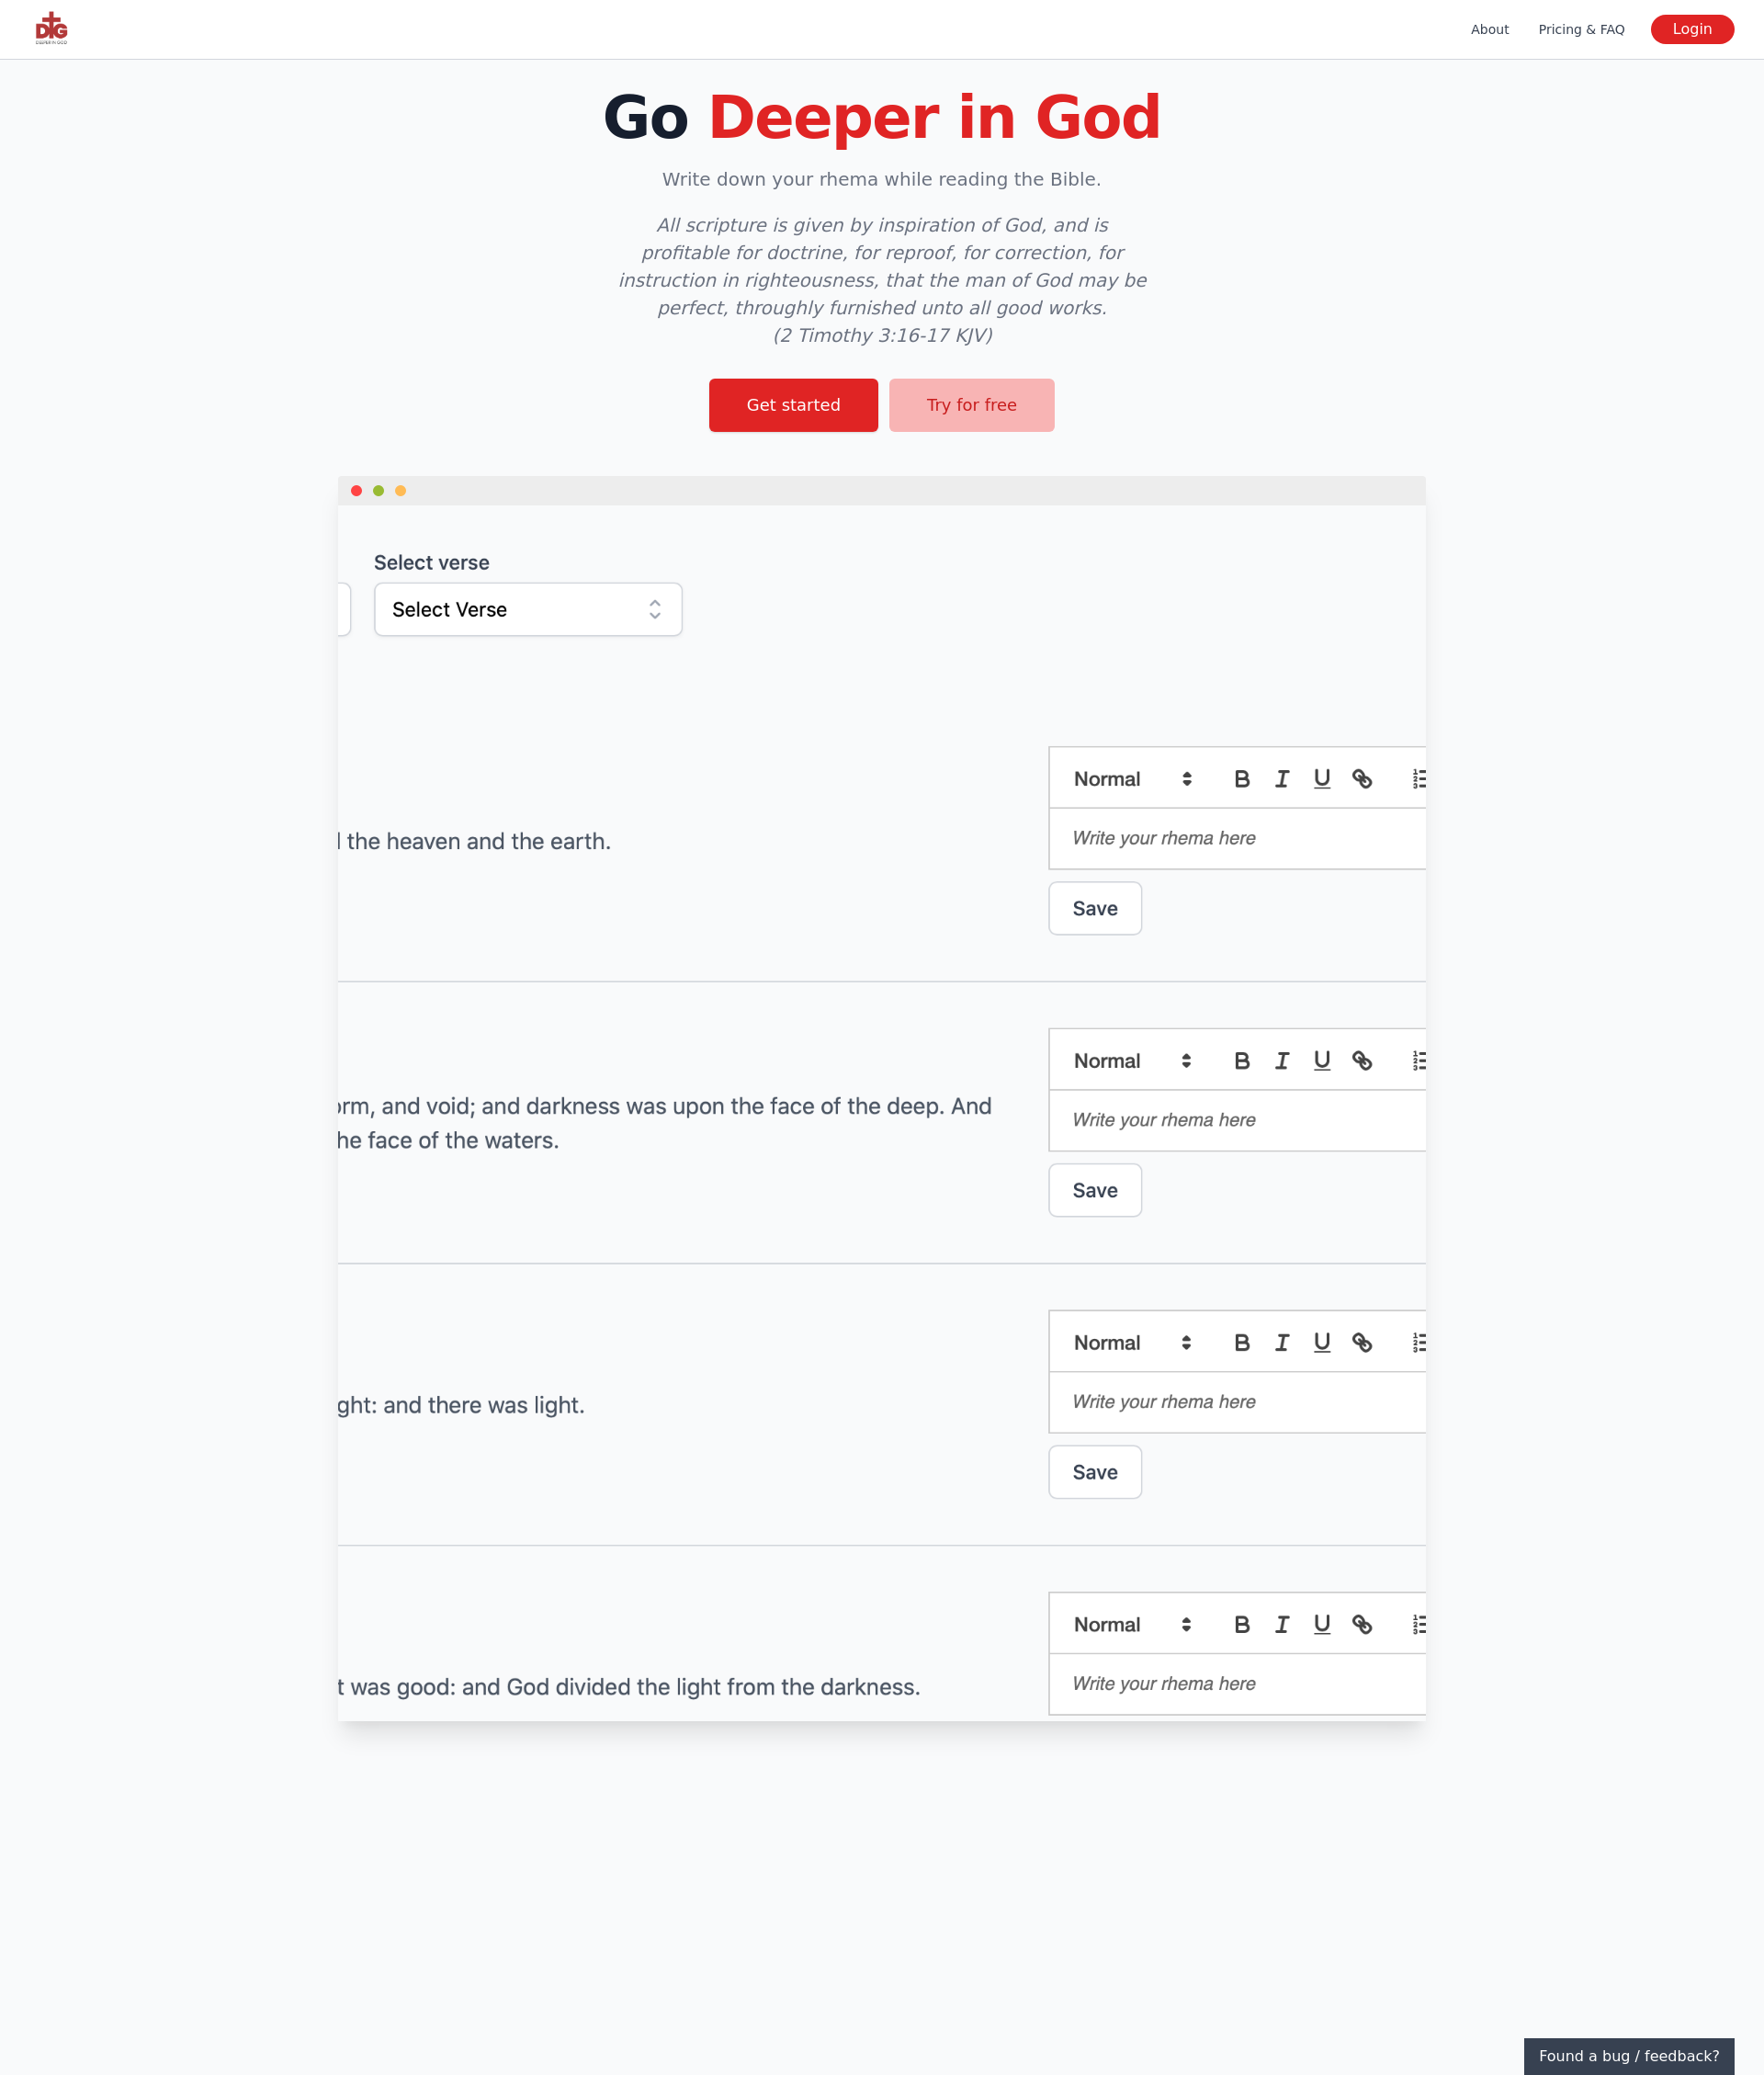 DIG
DEEPER IN GOD
About Pricing & FAQ Login
Go Deeper in God
Write down your rhema while reading the Bible.
All scripture is given by inspiration of God, and is
profitable for doctrine, for reproof, for correction, for
instruction in righteousness, that the man of God may be
perfect, throughly furnished unto all good works.
(2 Timothy 3:16-17 KJV)
Get started Try for free
Select verse
Select Verse
Normal B I U
the heaven and the earth.
Write your rhema here
Save
Normal B I U
orm, and void; and darkness was upon the face of the deep. And
Write your rhema here
he face of the waters.
Save
Normal B I U
ght: and there was light.
Write your rhema here
Save
Normal B I U
t was good: and God divided the light from the darkness.
Write your rhema here
Found a bug / feedback?